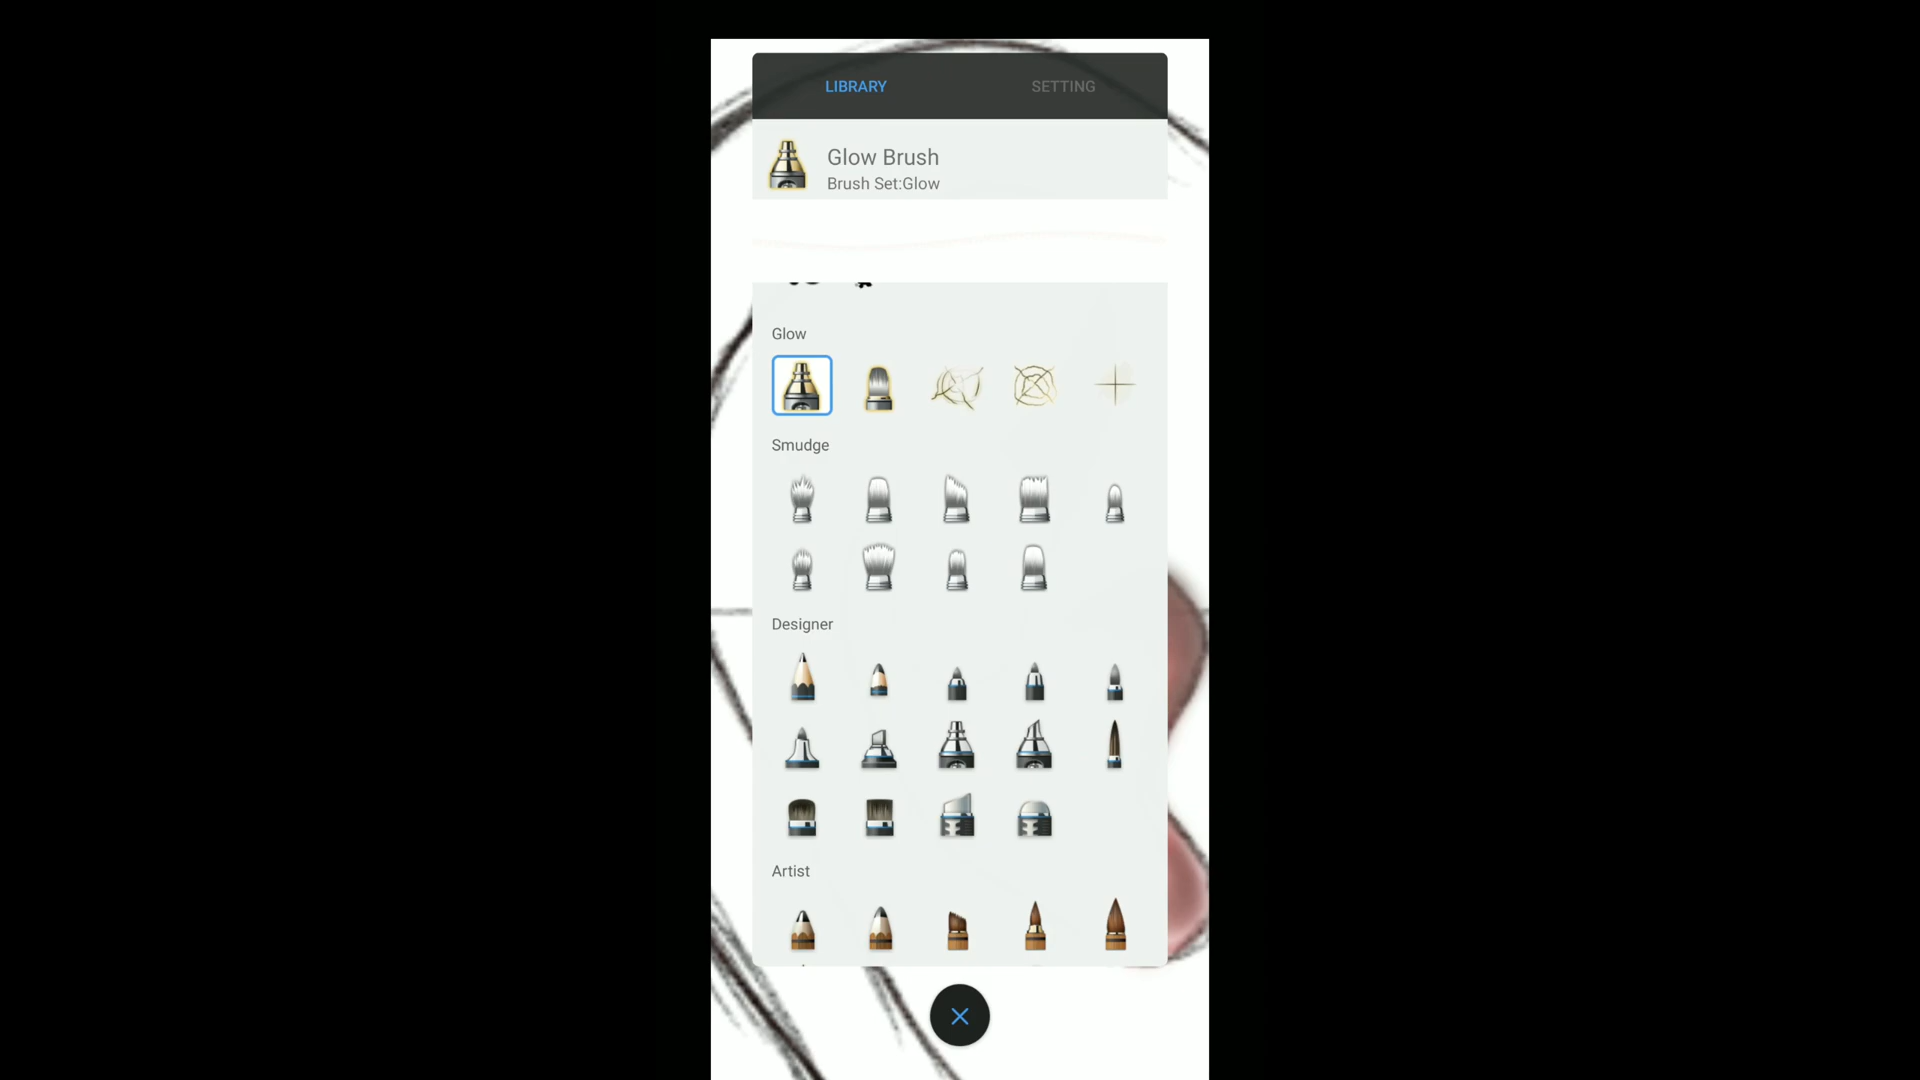 LIBRARY
SETTING
Glow Brush
Brush Set:Glow
Glow
Smudge
Designer
Artist